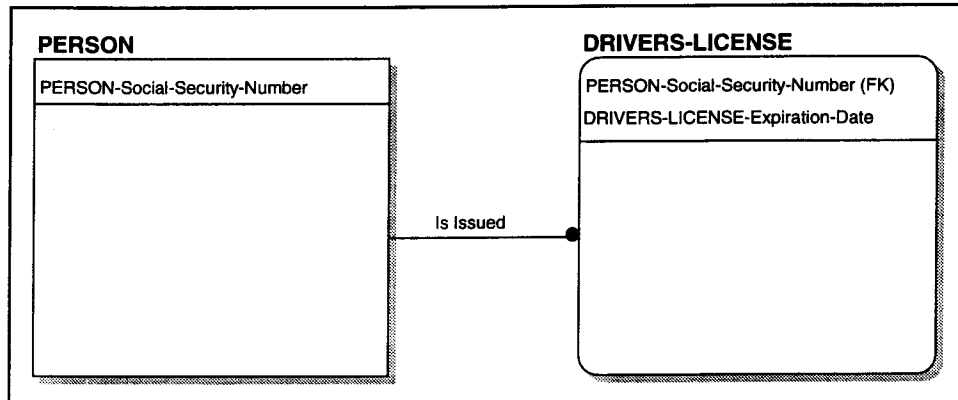 PERSON
PERSON-Social-Security-Number
Is Issued
DRIVERS-LICENSE
PERSON-Social-Security-Number (FK)
DRIVERS-LICENSE-Expiration-Date